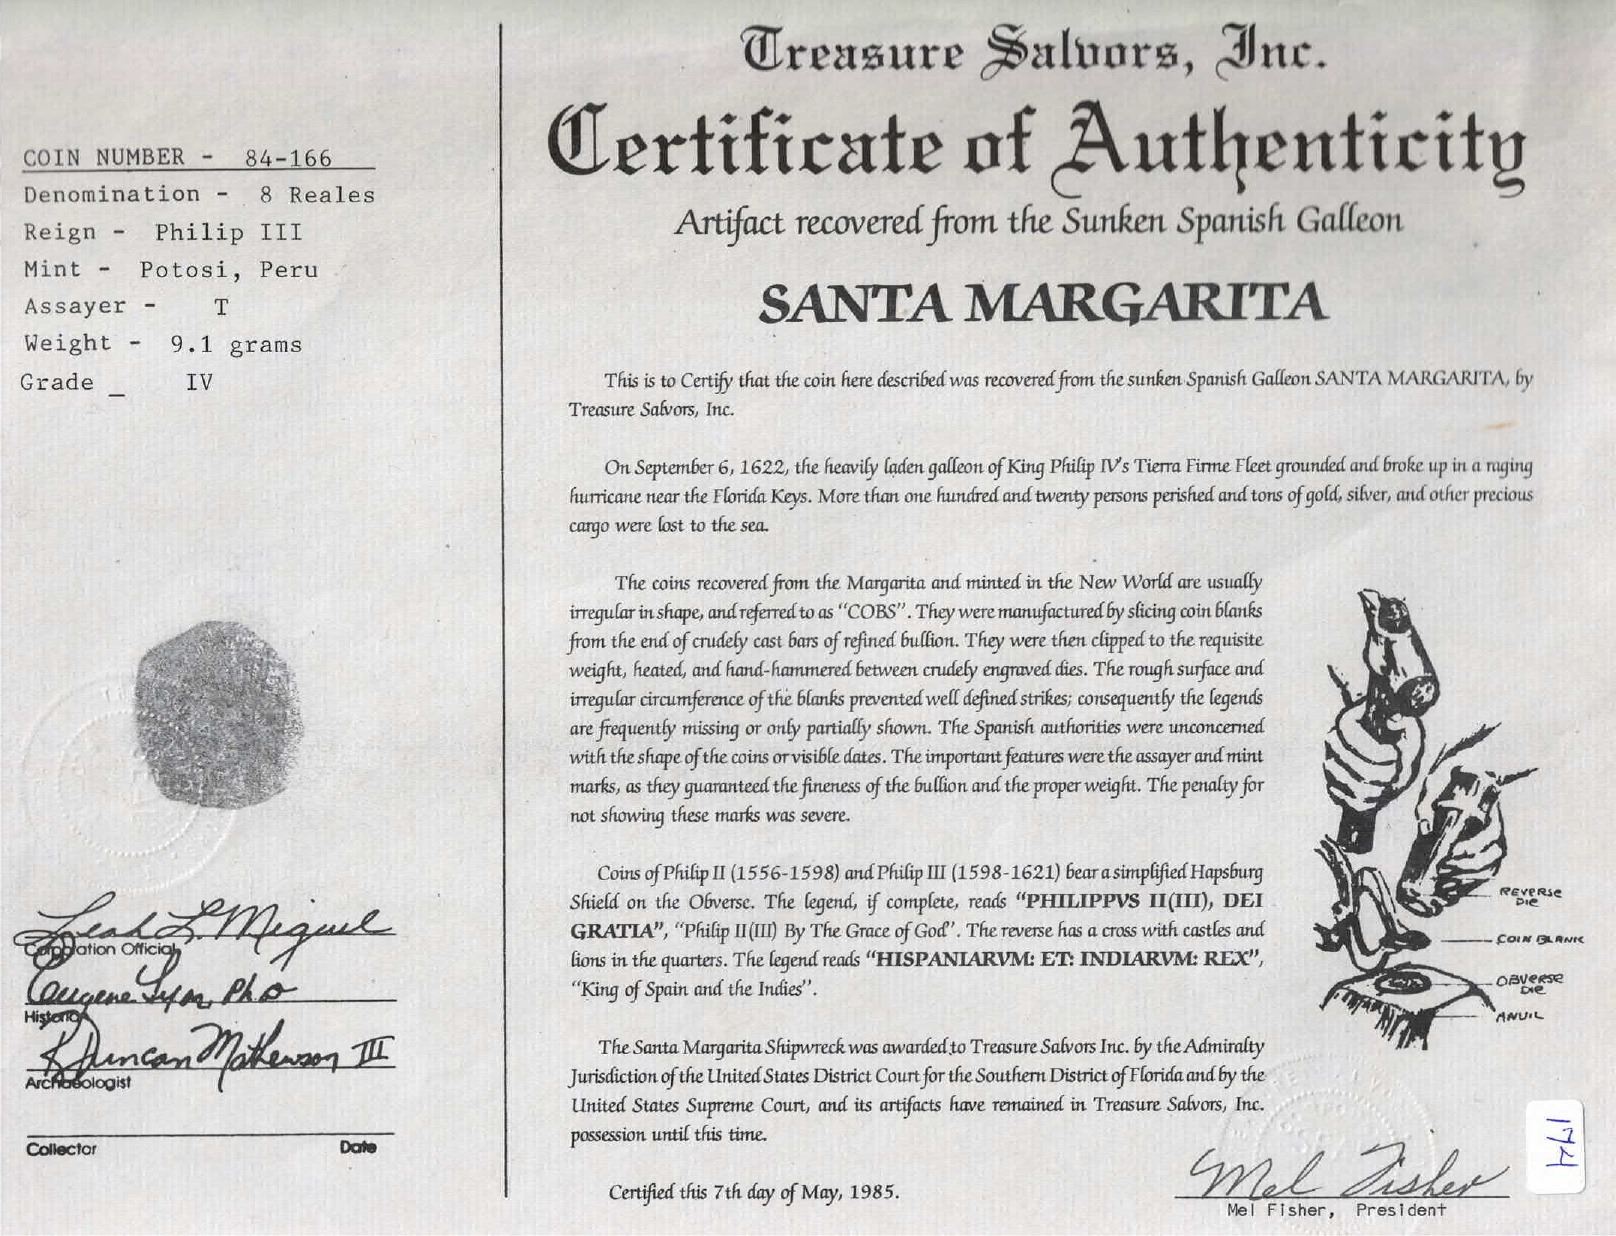 COIN NUMBER - 84-166
Denomination - 8 Reales
Reign - Philip III
Mint - Potosi, Peru
Assayer - T
Weight - 9.1 grams
Grade _ IV
Leah L. Miguel
Corporation Official
Eugene Lyon, PhD
Historian
R Duncan Mathewson III
Archaeologist
Collector Date
Treasure Salvors, Inc.
Certificate of Authenticity
Artifact recovered from the Sunken Spanish Galleon
SANTA MARGARITA
This is to Certify that the coin here described was recovered from the sunken Spanish Galleon SANTA MARGARITA, by
Treasure Salvors, Inc.
On September 6, 1622, the heavily laden galleon of King Philip IV's Tierra Firme Fleet grounded and broke up in a raging
hurricane near the Florida Keys. More than one hundred and twenty persons perished and tons of gold, silver, and other precious
cargo were lost to the sea.
The coins recovered from the Margarita and minted in the New World are usually
irregular in shape, and referred to as "COBS". They were manufactured by slicing coin blanks
from the end of crudely cast bars of refined bullion. They were then clipped to the requisite
weight, heated, and hand-hammered between crudely engraved dies. The rough surface and
irregular circumference of the blanks prevented well defined strikes; consequently the legends
are frequently missing or only partially shown. The Spanish authorities were unconcerned
with the shape of the coins or visible dates. The important features were the assayer and mint
marks, as they guaranteed the fineness of the bullion and the proper weight. The penalty for
not showing these marks was severe.
Coins of Philip II (1556-1598) and Philip III (1598-1621) bear a simplified Hapsburg
Shield on the Obverse. The legend, if complete, reads "PHILIPPVS II(III), DEI
GRATIA", "Philip II(III) By The Grace of God". The reverse has a cross with castles and
lions in the quarters. The legend reads "HISPANIARVM: ET: INDIARVM: REX",
"King of Spain and the Indies".
The Santa Margarita Shipwreck was awarded to Treasure Salvors Inc. by the Admiralty
Jurisdiction of the United States District Court for the Southern District of Florida and by the
United States Supreme Court, and its artifacts have remained in Treasure Salvors, Inc.
possession until this time.
Certified this 7th day of May, 1985.
REVERSE
DIE
COIN BLANK
OBVERSE
DIE
ANVIL
174
Mel Fisher
Mel Fisher, President